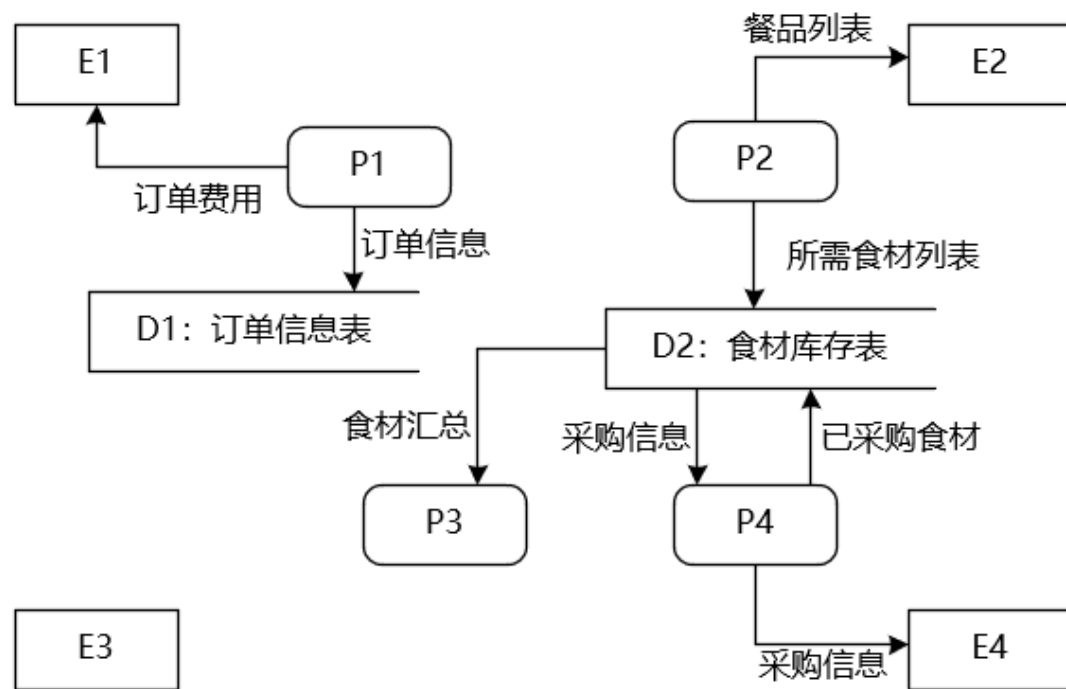 餐品列表
E1
E2
P1
P2
订单费用
订单信息
所需食材列表
D1：订单信息表
D2：食材库存表
食材汇总
采购信息
已采购食材
P3
P4
E3
E4
采购信息